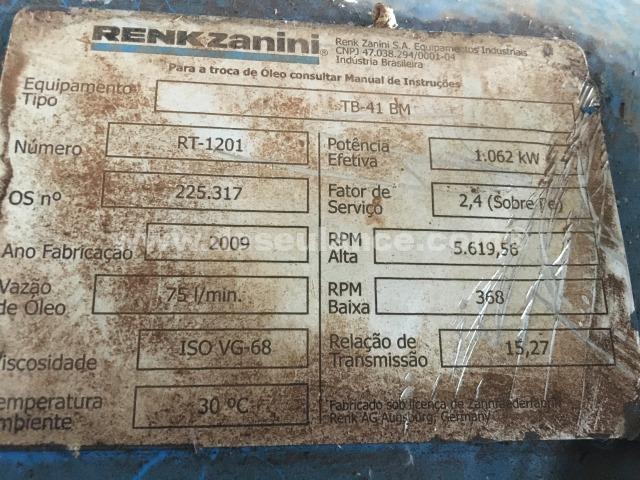 RENKzanini®
Renk Zanini S.A. Equipamentos Industriais
CNPJ 47.038.294/0001-04
Indústria Brasileira
Para a troca de Óleo consultar Manual de Instruções
Equipamento Tipo TB-41 BM
Número RT-1201
Potência Efetiva 1.062 kW
OS nº 225.317
Fator de Serviço 2,4 (Sobre Pe)
Ano Fabricação 2009
RPM Alta 5.619,56
Vazão de Óleo 75 l/min.
RPM Baixa 368
Viscosidade ISO VG-68
Relação de Transmissão 15,27
Temperatura Ambiente 30 ºC
Fabricado sob licença de
Renk AG Augsburg, Germany